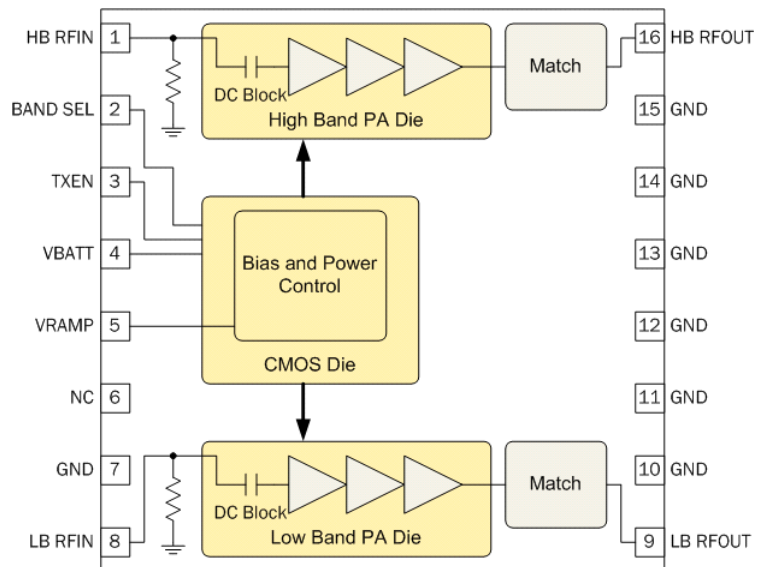 HB RFIN 1
BAND SEL 2
TXEN 3
VBATT 4
VRAMP 5
NC 6
GND 7
LB RFIN 8
DC Block
High Band PA Die
Match
Bias and Power
Control
CMOS Die
DC Block
Low Band PA Die
Match
16 HB RFOUT
15 GND
14 GND
13 GND
12 GND
11 GND
10 GND
9 LB RFOUT